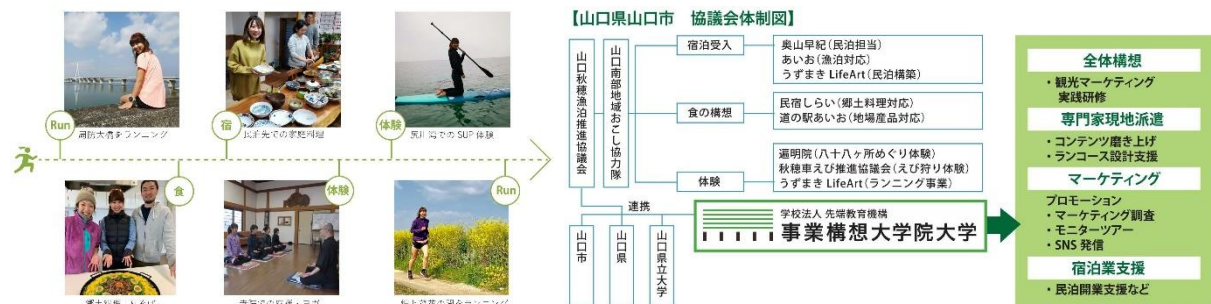 Run
宿
体験
食
体験
Run
周防大橋をランニング
民泊先での家庭料理
尻川湾でのSUP体験
【山口県山口市　協議会体制図】
山口秋穂漁泊推進協議会
山口南部地域おこし協力隊
宿泊受入
奥山早紀（民泊担当）
あいお（漁泊対応）
うずまき LifeArt（民泊構築）
食の構想
民宿しらい（郷土料理対応）
道の駅あいお（地場産品対応）
体験
遍明院（八十八ヶ所めぐり体験）
秋穂車えび推進協議会（えび狩り体験）
うずまき LifeArt（ランニング事業）
連携
山口市
山口県
山口県立大学
学校法人 先端教育機構
事業構想大学院大学
全体構想
・観光マーケティング
実践研修
専門家現地派遣
・コンテンツ磨き上げ
・ランコース設計支援
マーケティング
プロモーション
・マーケティング調査
・モニターツアー
・SNS 発信
宿泊業支援
・民泊開業支援など